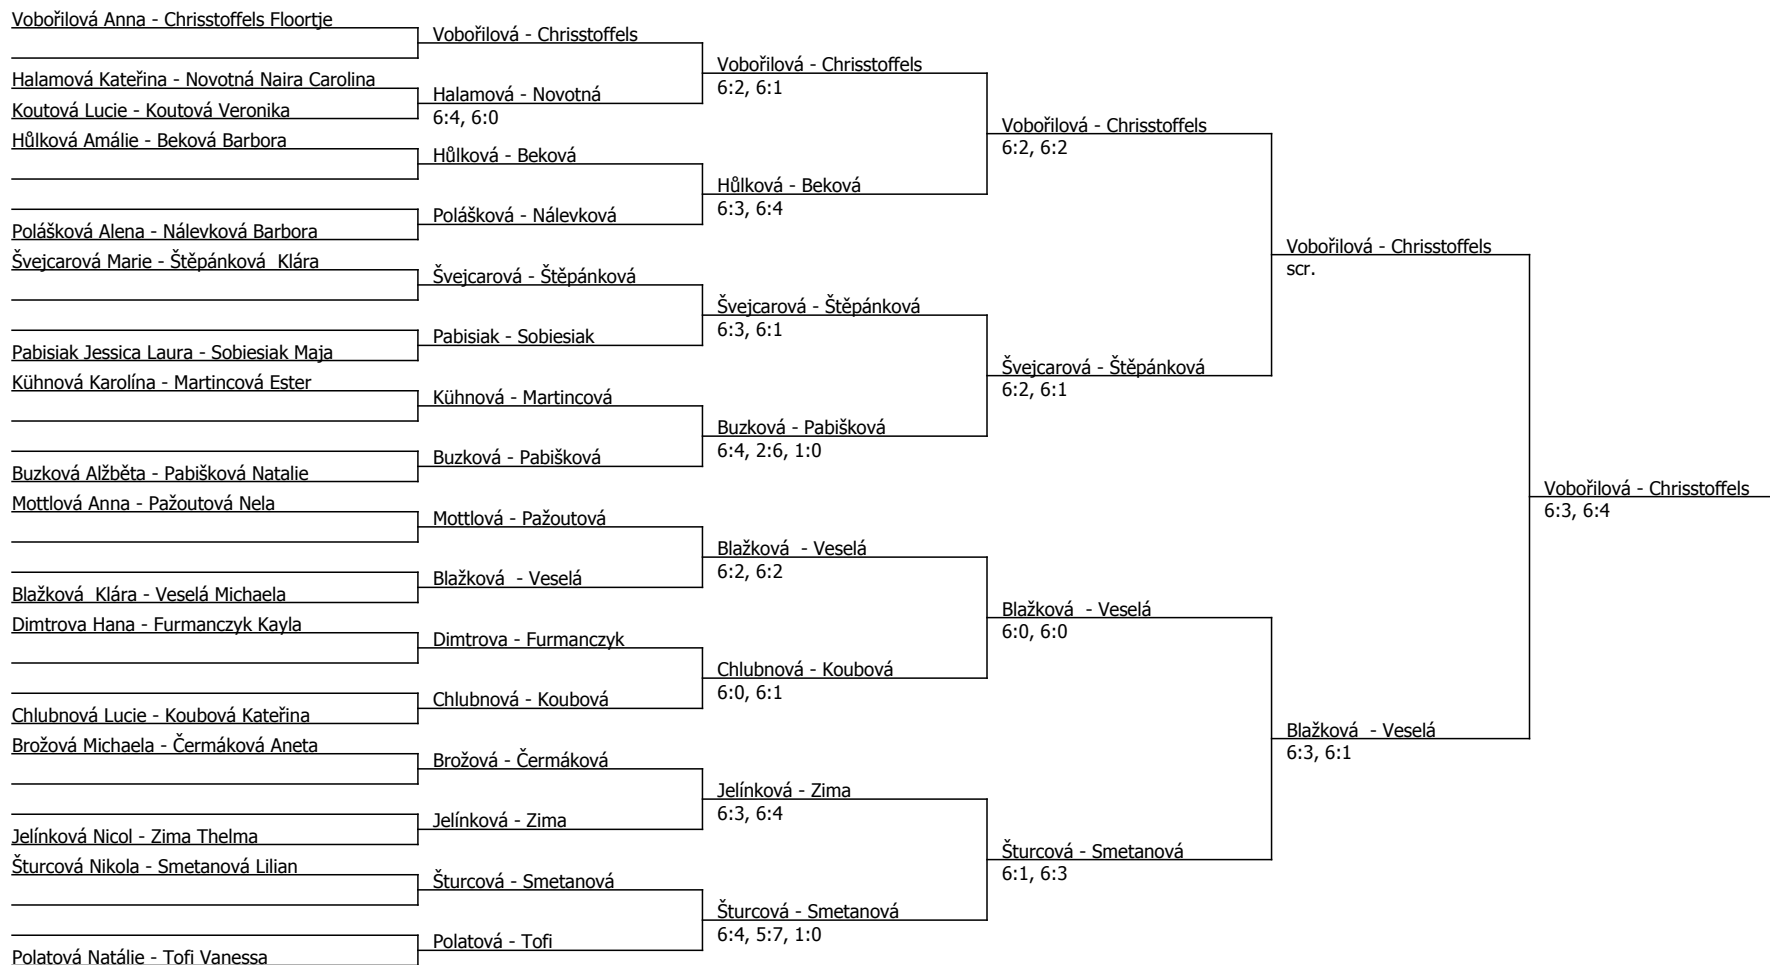 Vobořilová Anna - Chrisstoffels Floortje
Halamová Kateřina - Novotná Naira Carolina
Koutová Lucie - Koutová Veronika
Hůlková Amálie - Beková Barbora
Polášková Alena - Nálevková Barbora
Švejcarová Marie - Štěpánková  Klára
Pabisiak Jessica Laura - Sobiesiak Maja
Kühnová Karolína - Martincová Ester
Buzková Alžběta - Pabišková Natalie
Mottlová Anna - Pažoutová Nela
Blažková  Klára - Veselá Michaela
Dimtrova Hana - Furmanczyk Kayla
Chlubnová Lucie - Koubová Kateřina
Brožová Michaela - Čermáková Aneta
Jelínková Nicol - Zima Thelma
Šturcová Nikola - Smetanová Lilian
Polatová Natálie - Tofi Vanessa
Vobořilová - Chrisstoffels
Halamová - Novotná
6:4, 6:0
Hůlková - Beková
Polášková - Nálevková
Švejcarová - Štěpánková
Pabisiak - Sobiesiak
Kühnová - Martincová
Buzková - Pabišková
Mottlová - Pažoutová
Blažková  - Veselá
Dimtrova - Furmanczyk
Chlubnová - Koubová
Brožová - Čermáková
Jelínková - Zima
Šturcová - Smetanová
Polatová - Tofi
Vobořilová - Chrisstoffels
6:2, 6:1
Hůlková - Beková
6:3, 6:4
Švejcarová - Štěpánková
6:3, 6:1
Buzková - Pabišková
6:4, 2:6, 1:0
Blažková  - Veselá
6:2, 6:2
Chlubnová - Koubová
6:0, 6:1
Jelínková - Zima
6:3, 6:4
Šturcová - Smetanová
6:4, 5:7, 1:0
Vobořilová - Chrisstoffels
6:2, 6:2
Švejcarová - Štěpánková
6:2, 6:1
Blažková  - Veselá
6:0, 6:0
Šturcová - Smetanová
6:1, 6:3
Vobořilová - Chrisstoffels
scr.
Blažková  - Veselá
6:3, 6:1
Vobořilová - Chrisstoffels
6:3, 6:4